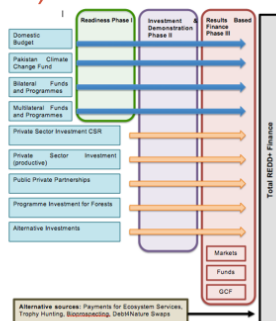 Readiness Phase I
Investment &
Demonstration
Phase II
Results Based
Finance
Phase III
Domestic
Budget
Pakistan Climate
Change Fund
Bilateral Funds
and Programmes
Multilateral Funds
and Programmes
Private Sector Investment CSR
Private Sector Investment
(productive)
Public Private Partnerships
Programme Investment for Forests
Alternative Investments
Markets
Funds
GCF
Total REDD+ Finance
Alternative sources: Payments for Ecosystem Services,
Trophy Hunting, Bioprospecting, Debt4Nature Swaps